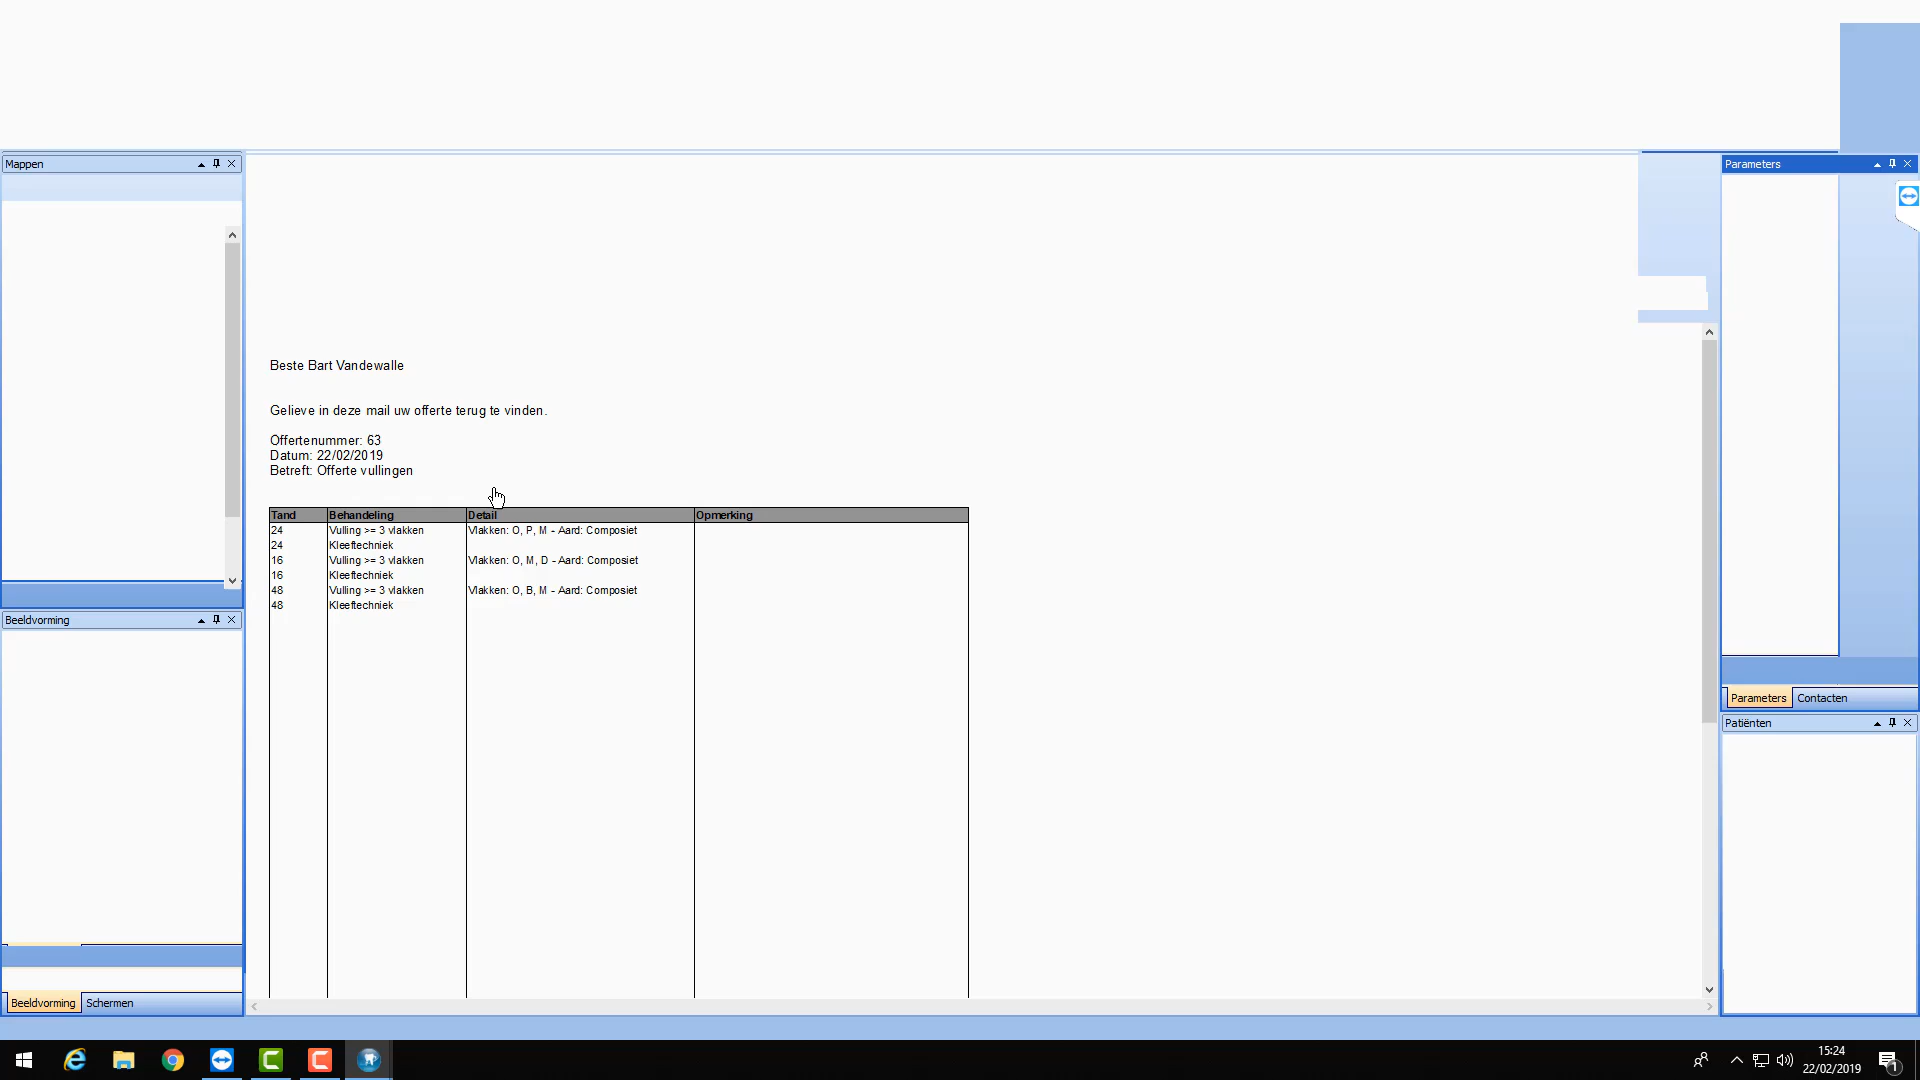 Mappen
Parameters
Beste Bart Vandewalle
Gelieve in deze mail uw offerte terug te vinden.
Offertenummer: 63
Datum: 22/02/2019
Betreft: Offerte vullingen
Tand Behandeling Detail Opmerking
24 Vulling >= 3 vlakken Vlakken: O, P, M - Aard: Composiet
24 Kleeftechniek
16 Vulling >= 3 vlakken Vlakken: O, M, D - Aard: Composiet
16 Kleeftechniek
48 Vulling >= 3 vlakken Vlakken: O, B, M - Aard: Composiet
48 Kleeftechniek
Beeldvorming
Parameters Contacten
Patiënten
Beeldvorming Schermen
15:24
22/02/2019
1